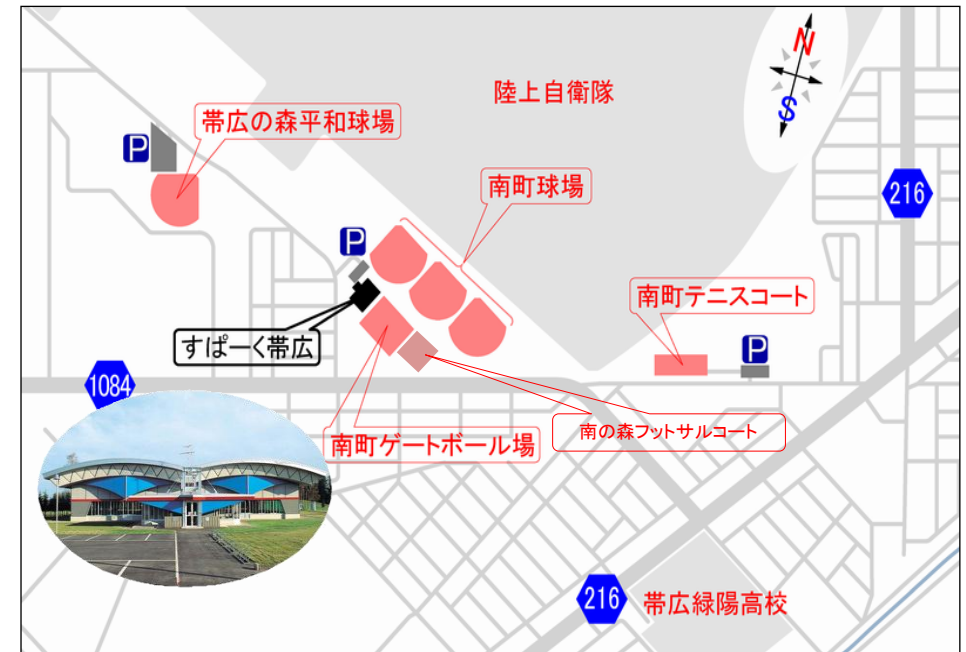 N
S
陸上自衛隊
帯広の森平和球場
P
南町球場
216
P
南町テニスコート
すぱーく帯広
P
1084
南町ゲートボール場
南の森フットサルコート
216
帯広緑陽高校